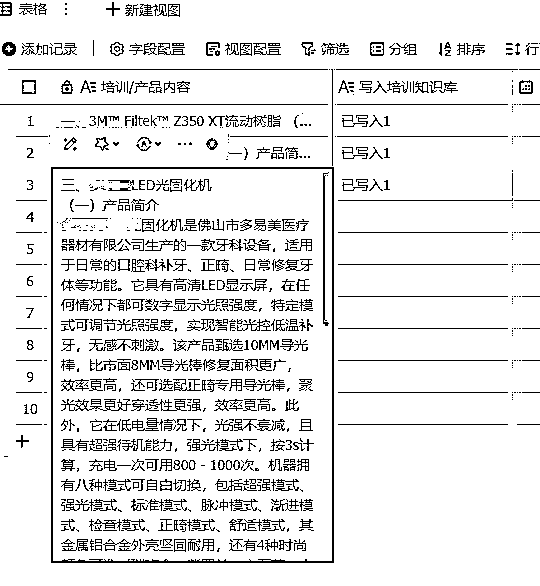 表格 新建视图
添加记录 字段配置 视图配置 筛选 分组 排序 行
培训/产品内容 写入培训知识库
1 一、3M™ Filtek™ Z350 XT流动树脂 (... 已写入1
2 一）产品简... 已写入1
3 已写入1
三、LED光固化机
（一）产品简介
固化机是佛山市多易美医疗
器材有限公司生产的一款牙科设备，适用
于日常的口腔科补牙、正畸、日常修复牙
体等功能。它具有高清LED显示屏，在任
何情况下都可数字显示光照强度，特定模
式可调节光照强度，实现智能光控低温补
牙，无感不刺激。该产品甄选10MM导光
棒，比市面8MM导光棒修复面积更广，
效率更高，还可选配正畸专用导光棒，聚
光效果更好穿透性更强，效率更高。此
外，它在低电量情况下，光强不衰减，且
具有超强待机能力，强光模式下，按3s计
算，充电一次可用800 - 1000次。机器拥
有八种模式可自由切换，包括超强模式、
强光模式、标准模式、脉冲模式、渐进模
式、检查模式、正畸模式、舒适模式，其
金属铝合金外壳坚固耐用，还有4种时尚
4
5
6
7
8
9
10